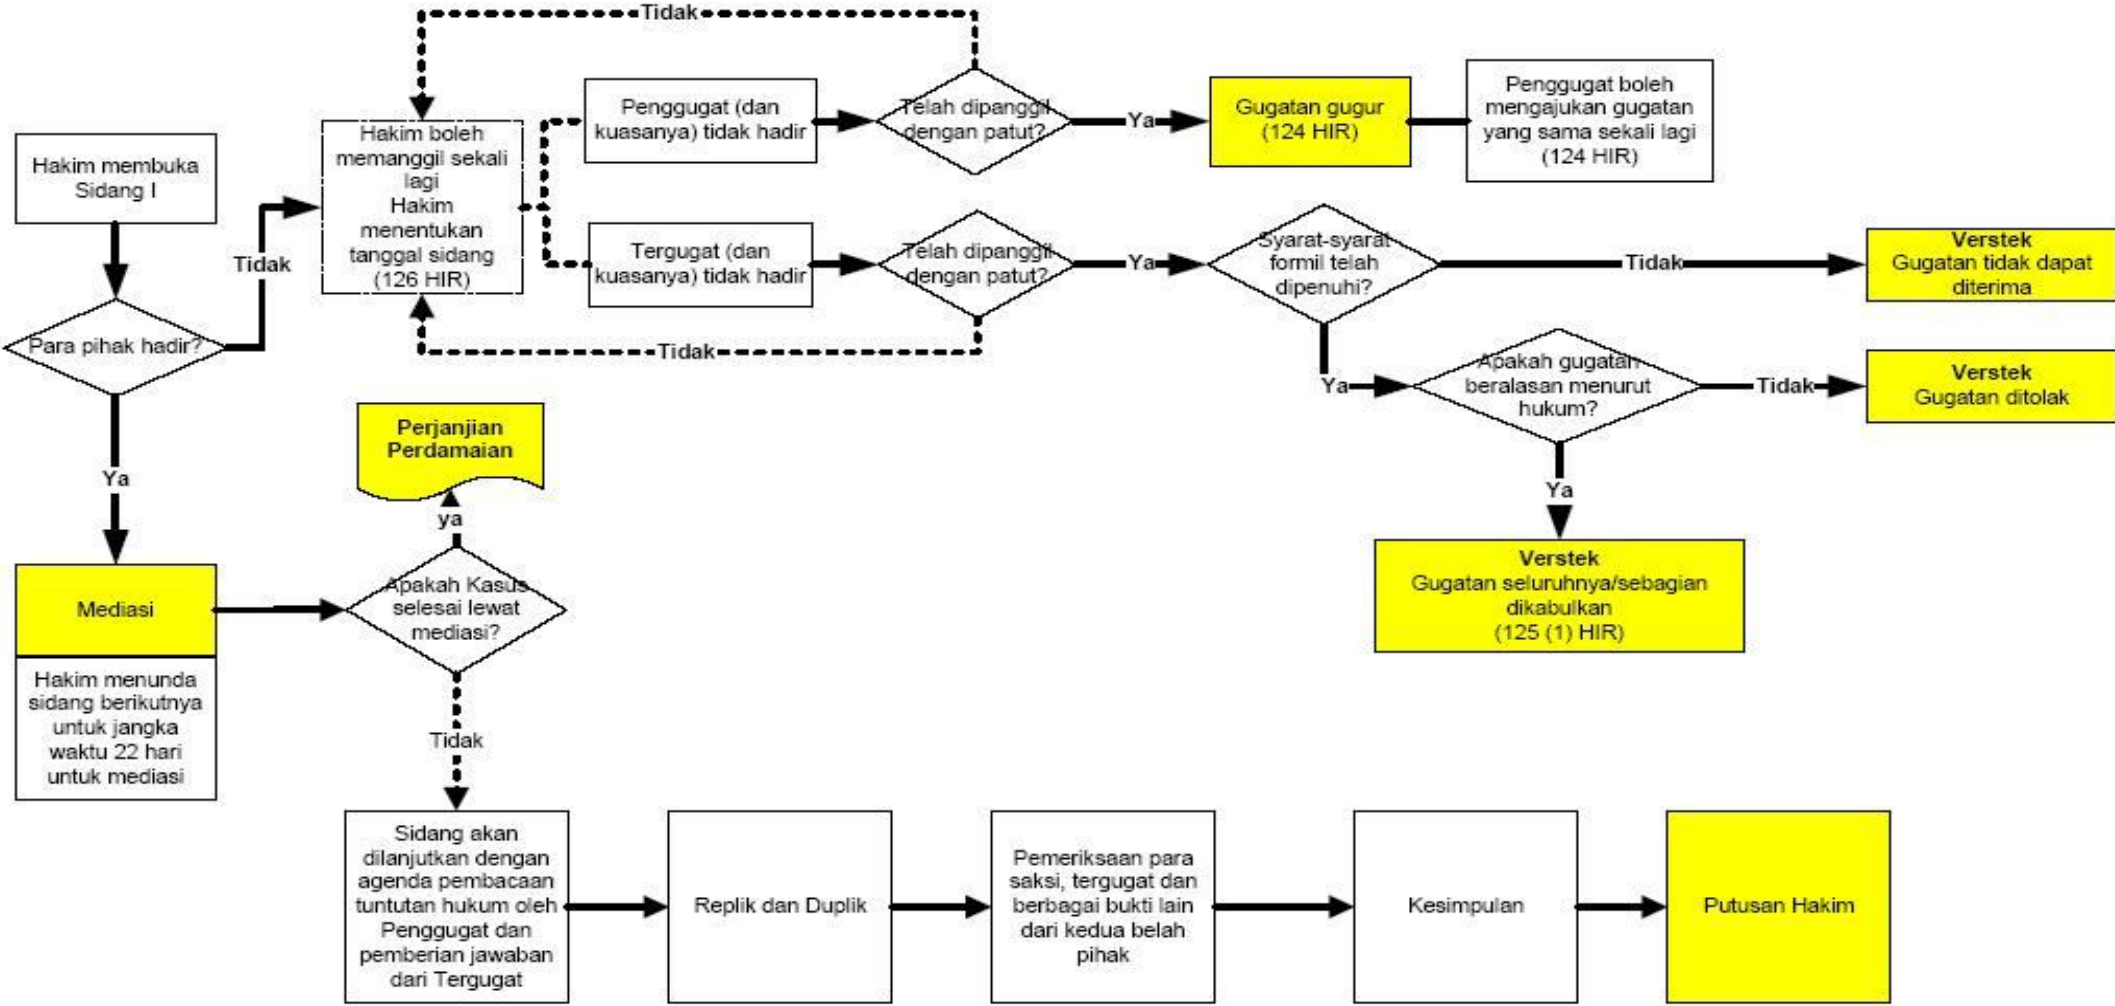 Tidak
Hakim membuka
Sidang I
Para pihak hadir?
Tidak
Ya
Hakim boleh
memanggil sekali
lagi
Hakim
menentukan
tanggal sidang
(126 HIR)
Penggugat (dan
kuasanya) tidak hadir
Telah dipanggil
dengan patut?
Ya
Gugatan gugur
(124 HIR)
Penggugat boleh
mengajukan gugatan
yang sama sekali lagi
(124 HIR)
Tergugat (dan
kuasanya) tidak hadir
Telah dipanggil
dengan patut?
Ya
Tidak
Syarat-syarat
formil telah
dipenuhi?
Tidak
Verstek
Gugatan tidak dapat
diterima
Ya
Apakah gugatan
beralasan menurut
hukum?
Tidak
Verstek
Gugatan ditolak
Ya
Verstek
Gugatan seluruhnya/sebagian
dikabulkan
(125 (1) HIR)
Perjanjian
Perdamaian
ya
Mediasi
Hakim menunda
sidang berikutnya
untuk jangka
waktu 22 hari
untuk mediasi
Apakah Kasus
selesai lewat
mediasi?
Tidak
Sidang akan
dilanjutkan dengan
agenda pembacaan
tuntutan hukum oleh
Penggugat dan
pemberian jawaban
dari Tergugat
Replik dan Duplik
Pemeriksaan para
saksi, tergugat dan
berbagai bukti lain
dari kedua belah
pihak
Kesimpulan
Putusan Hakim